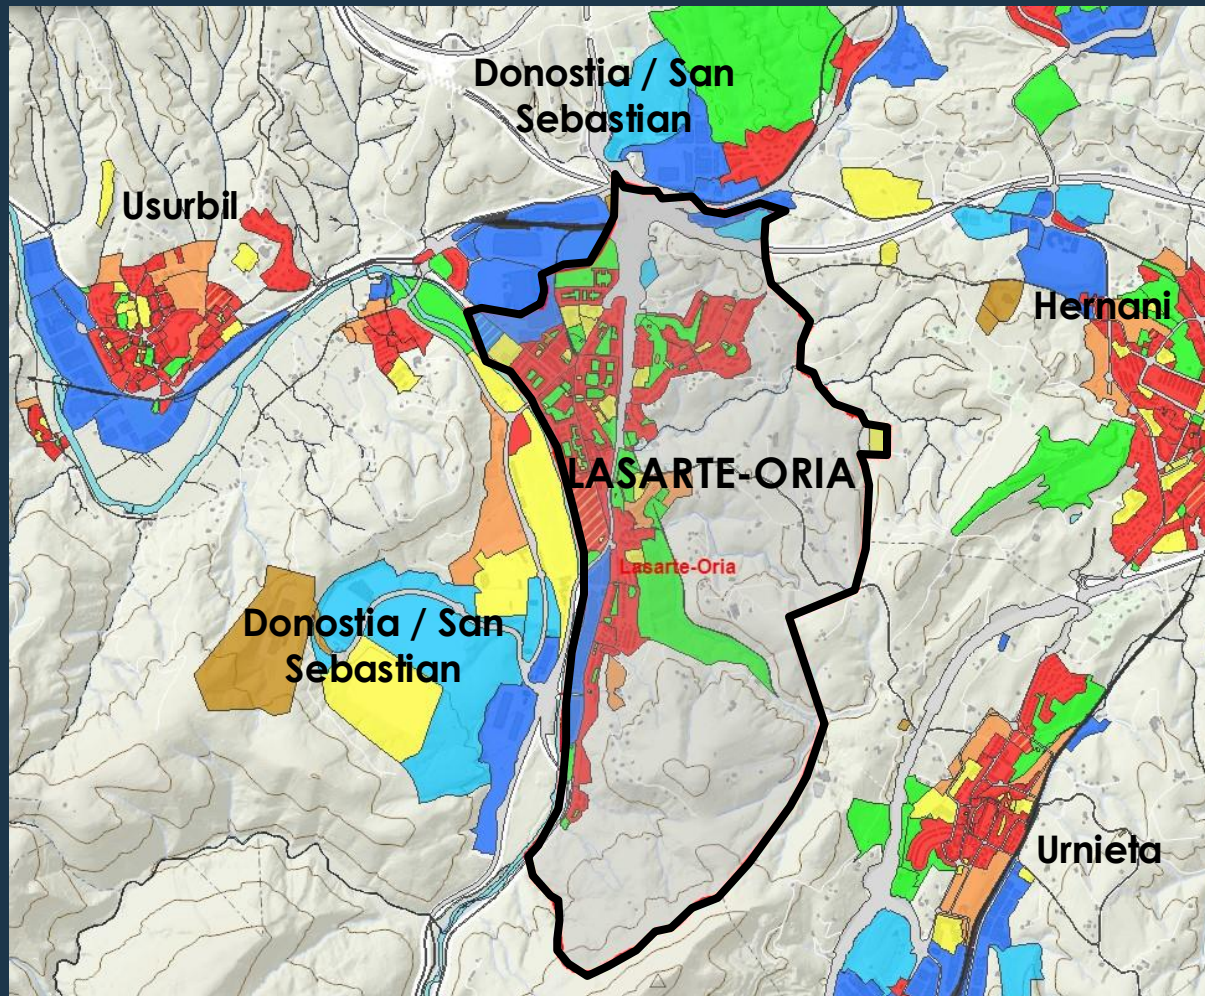 Donostia / San
Sebastian
Usurbil
Hernani
LASARTE-ORIA
Lasarte-Oria
Donostia / San
Sebastian
Urnieta